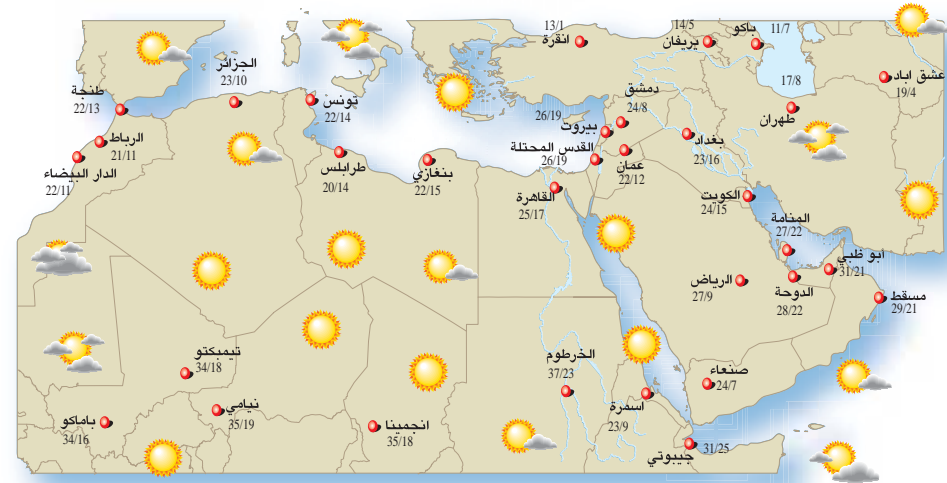 13/1
انقرة
14/5
يريفان
باكو
11/7
17/8
عشق اباد
19/4
طهران
الجزائر
23/10
طنجة
22/13
تونس
22/14
الرباط
21/11
الدار البيضاء
22/11
طرابلس
20/14
بنغازي
22/15
دمشق
24/8
26/19
بيروت
القدس المحتلة
26/19
عمان
22/12
بغداد
23/16
القاهرة
25/17
الكويت
24/15
المنامة
27/22
ابو ظبي
31/21
الرياض
27/9
الدوحة
28/22
مسقط
29/21
تيمبكتو
34/18
الخرطوم
37/23
صنعاء
24/7
اسمرة
23/9
باماكو
34/16
نيامي
35/19
انجمينا
35/18
جيبوتي
31/25